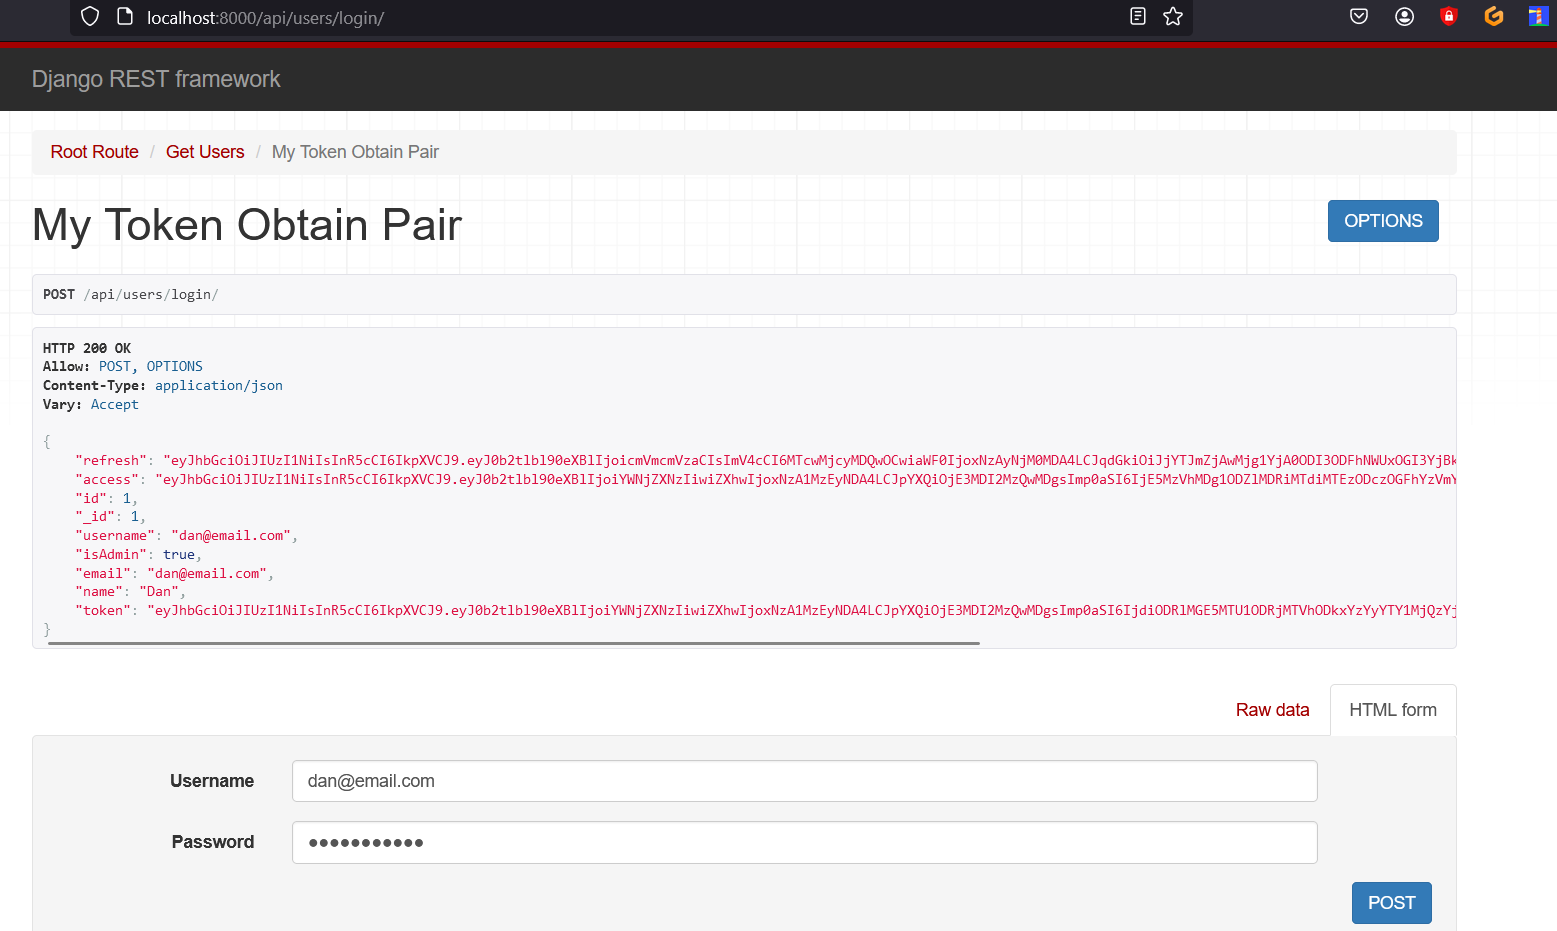 localhost:8000/api/users/login/
Django REST framework
Root Route / Get Users / My Token Obtain Pair
My Token Obtain Pair
OPTIONS
POST /api/users/login/
HTTP 200 OK
Allow: POST, OPTIONS
Content-Type: application/json
Vary: Accept
{
"refresh": "eyJhbGciOiJIUzI1NiIsInR5cCI6IkpXVCJ9.eyJ0b2tlbl90eXBlIjoicmVmcmVzaCIsImV4cCI6MTcwMjcyMDQwOCwiaWF0IjoxNzAyNjM0MDA4LCJqdGkiOiJjYTJmZjAwMjg1YjA0ODI3ODFhNWUxOGI3YjBk
"access": "eyJhbGciOiJIUzI1NiIsInR5cCI6IkpXVCJ9.eyJ0b2tlbl90eXBlIjoiYWNjZXNzIiwiZXhwIjoxNzA1MzEyNDA4LCJpYXQiOjE3MDI2MzQwMDgsImp0aSI6IjE5MzVhMDg1ODZlMDRiMTdiMTEzODczOGFhYzVmY
"id": 1,
"_id": 1,
"username": "dan@email.com",
"isAdmin": true,
"email": "dan@email.com",
"name": "Dan",
"token": "eyJhbGciOiJIUzI1NiIsInR5cCI6IkpXVCJ9.eyJ0b2tlbl90eXBlIjoiYWNjZXNzIiwiZXhwIjoxNzA1MzEyNDA4LCJpYXQiOjE3MDI2MzQwMDgsImp0aSI6IjdiODRlMGE5MTU1ODRjMTVhODkxYzYyYTY1MjQzYj
}
Raw data
HTML form
Username
dan@email.com
Password
●●●●●●●●●●●
POST